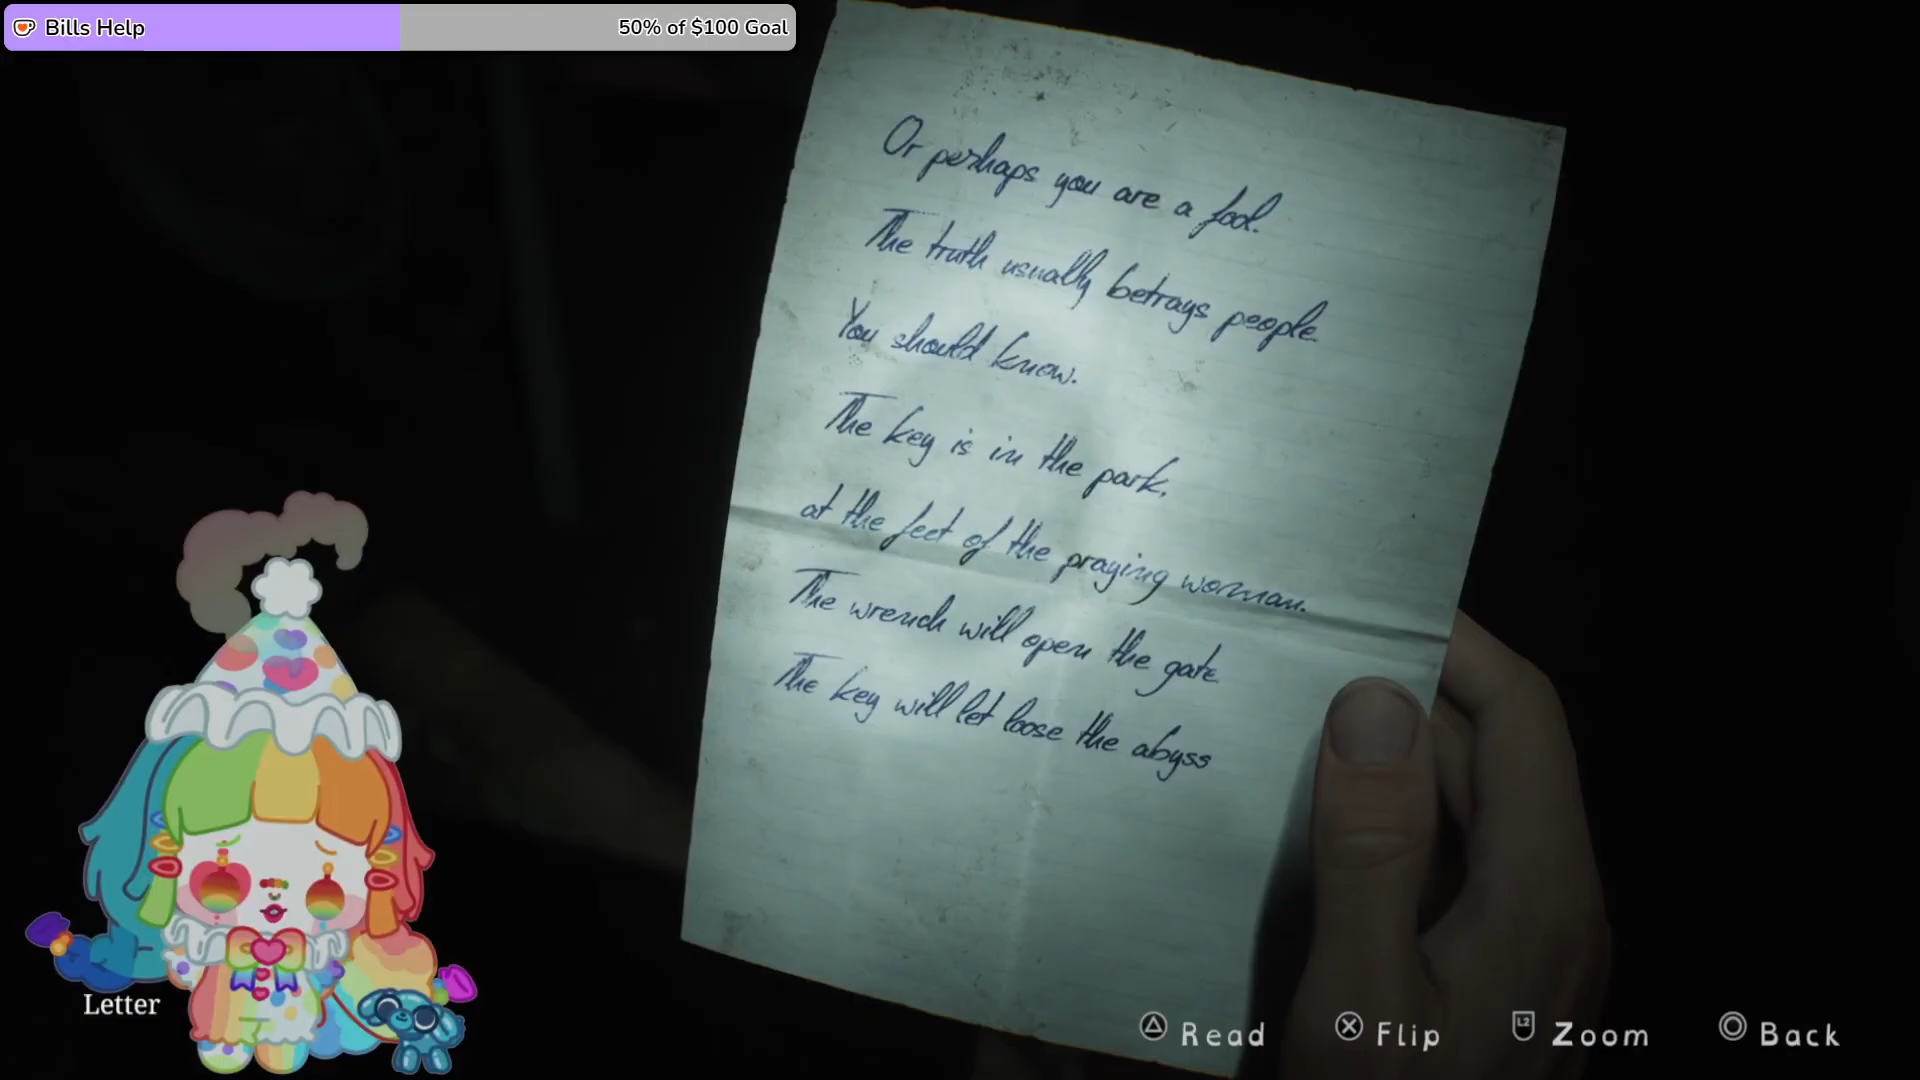 Bills Help
50% of $100 Goal
Or perhaps you are a fool.
The truth usually betrays people.
You should know.
The key is in the park,
at the feet of the praying woman.
The wrench will open the gate.
The key will let loose the abyss
Letter
Read
Flip
L2
Zoom
Back